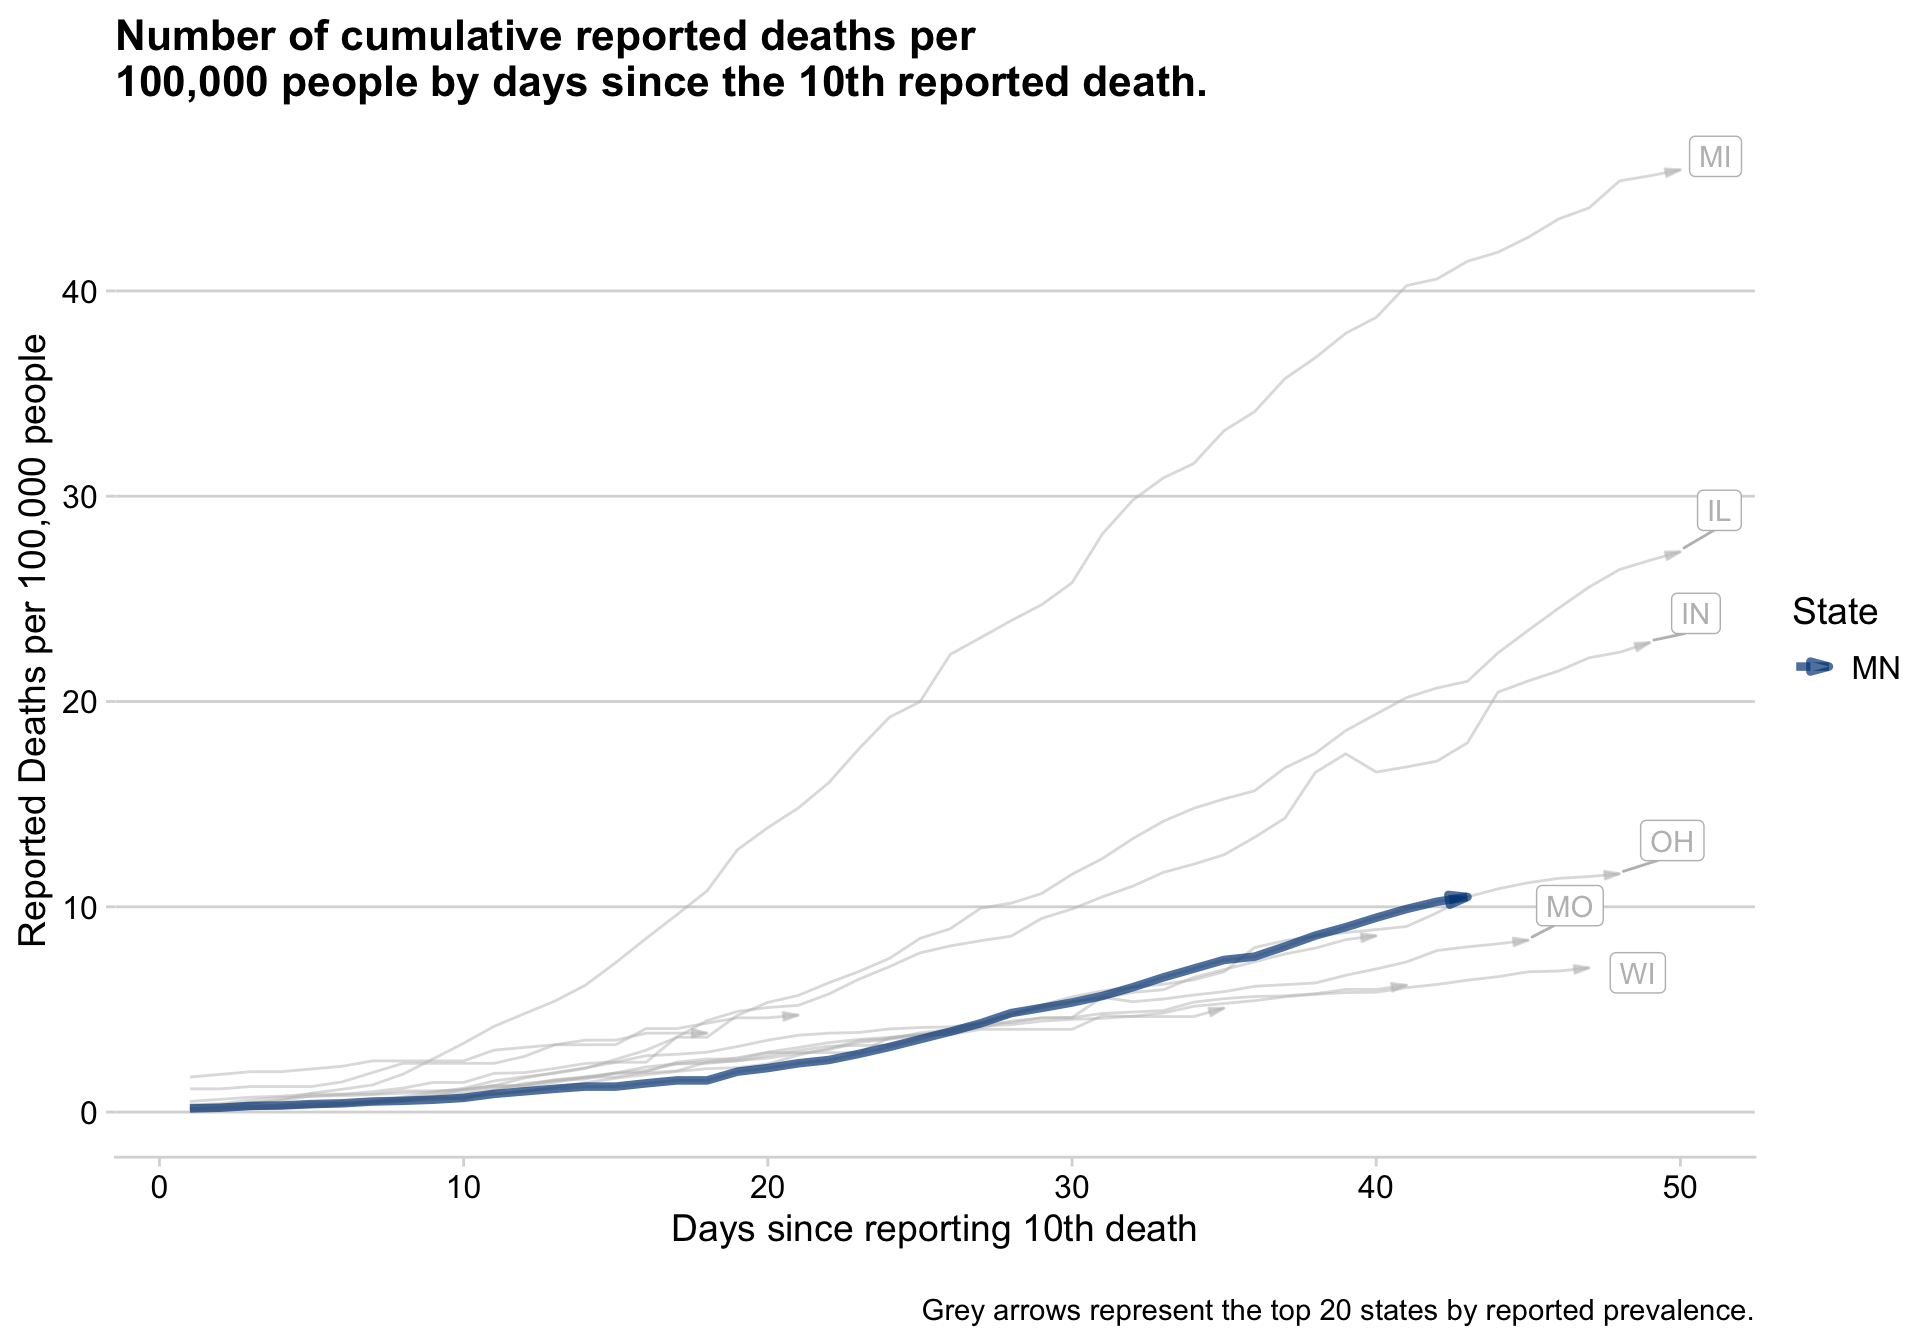 Number of cumulative reported deaths per
100,000 people by days since the 10th reported death.
MI
40
IL
30
IN
State
MN
20
OH
MO
10
WI
0
Reported Deaths per 100,000 people
0 10 20 30 40 50
Days since reporting 10th death
Grey arrows represent the top 20 states by reported prevalence.